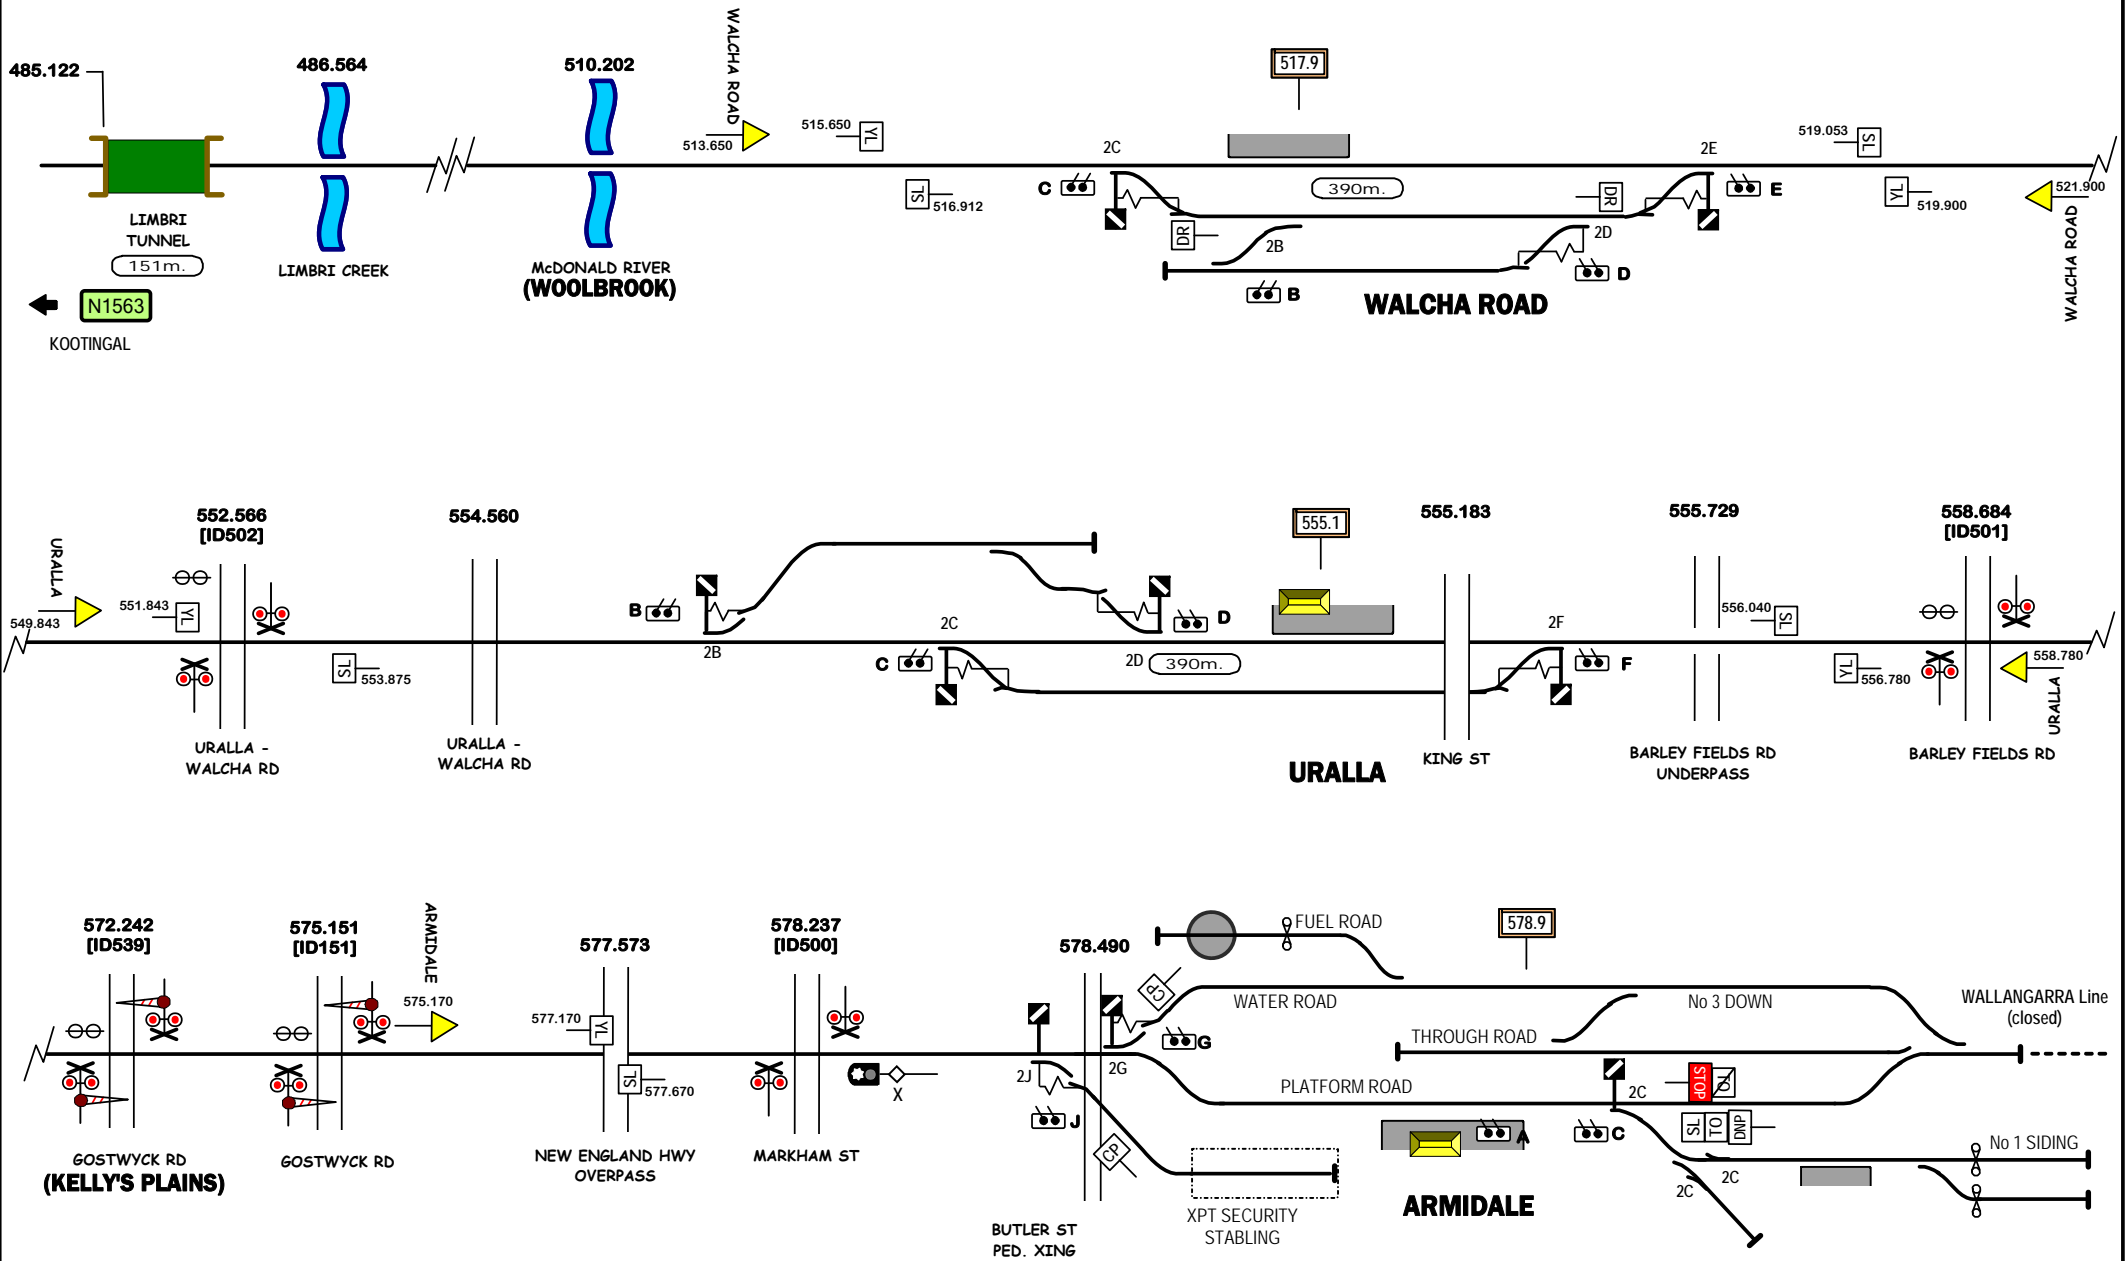 485.122
486.564
510.202
WALCHA ROAD
513.650
515.650
YL
SL
516.912
517.9
2C
C
390m.
DR
DR
2B
2D
B
D
2E
E
519.053
SL
YL
519.900
521.900
WALCHA ROAD
LIMBRI
TUNNEL
151m.
LIMBRI CREEK
McDONALD RIVER
(WOOLBROOK)
WALCHA ROAD
N1563
KOOTINGAL
URALLA
549.843
551.843
YL
552.566
[ID502]
554.560
SL
553.875
B
2B
2C
C
D
2D
390m.
555.1
555.183
2F
F
555.729
556.040
SL
YL
556.780
558.684
[ID501]
558.780
URALLA
URALLA -
WALCHA RD
URALLA -
WALCHA RD
URALLA
KING ST
BARLEY FIELDS RD
UNDERPASS
BARLEY FIELDS RD
572.242
[ID539]
575.151
[ID151]
ARMIDALE
575.170
577.573
577.170
YL
SL
577.670
578.237
[ID500]
X
578.490
2J
J
2G
G
CP
CP
FUEL ROAD
578.9
WATER ROAD
No 3 DOWN
THROUGH ROAD
PLATFORM ROAD
WALLANGARRA Line
(closed)
A
C
2C
STOP
TO
SL
TO
DNP
2C
2C
No 1 SIDING
GOSTWYCK RD
(KELLY'S PLAINS)
GOSTWYCK RD
NEW ENGLAND HWY
OVERPASS
MARKHAM ST
BUTLER ST
PED. XING
XPT SECURITY
STABLING
ARMIDALE